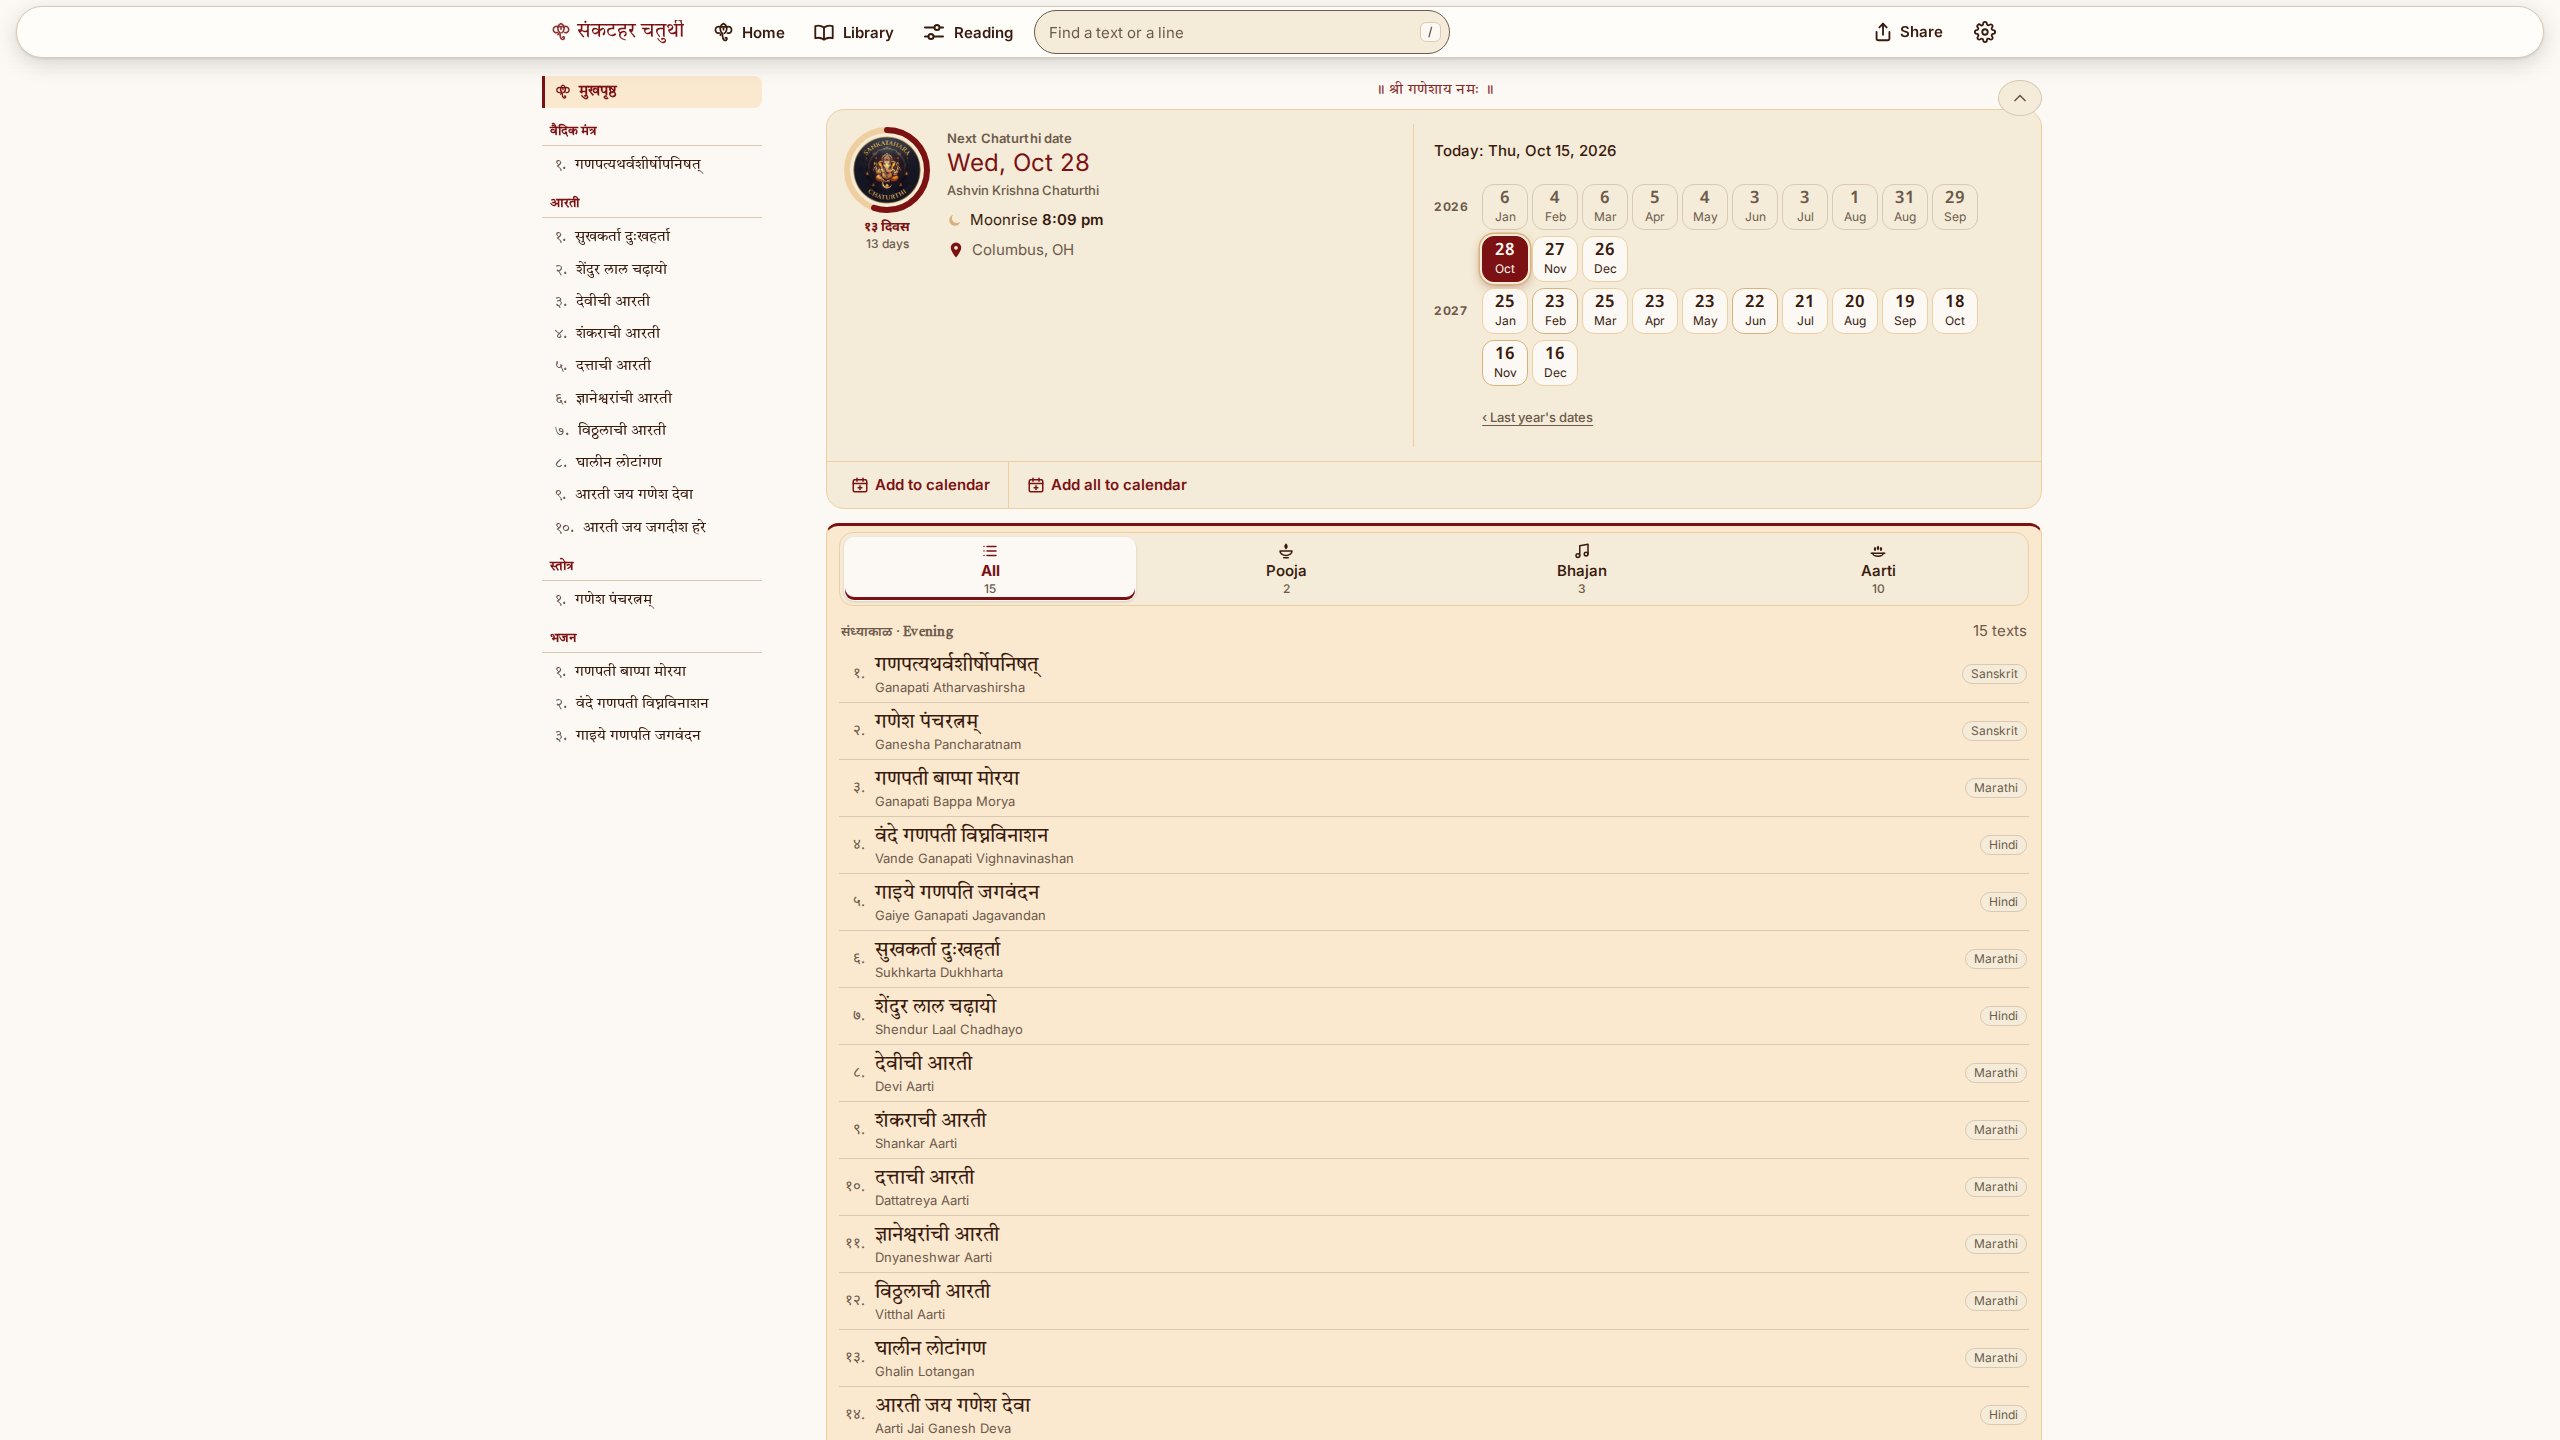 संकटहर चतुर्थी Home Library Reading Find a text or a line / Share
मुखपृष्ठ
वैदिक मंत्र
१. गणपत्यथर्वशीर्षोपनिषत्
आरती
१. सुखकर्ता दुःखहर्ता
२. शेंदुर लाल चढ़ायो
३. देवीची आरती
४. शंकराची आरती
५. दत्ताची आरती
६. ज्ञानेश्वरांची आरती
७. विठ्ठलाची आरती
८. घालीन लोटांगण
९. आरती जय गणेश देवा
१०. आरती जय जगदीश हरे
स्तोत्र
१. गणेश पंचरत्नम्
भजन
१. गणपती बाप्पा मोरया
२. वंदे गणपती विघ्नविनाशन
३. गाइये गणपति जगवंदन
॥ श्री गणेशाय नमः ॥
SANKATAHARA
CHATURTHI
१३ दिवस
13 days
Next Chaturthi date
Wed, Oct 28
Ashvin Krishna Chaturthi
Moonrise 8:09 pm
Columbus, OH
Today: Thu, Oct 15, 2026
2026
6 Jan 4 Feb 6 Mar 5 Apr 4 May 3 Jun 3 Jul 1 Aug 31 Aug 29 Sep
28 Oct 27 Nov 26 Dec
2027
25 Jan 23 Feb 25 Mar 23 Apr 23 May 22 Jun 21 Jul 20 Aug 19 Sep 18 Oct
16 Nov 16 Dec
‹ Last year's dates
Add to calendar Add all to calendar
All 15
Pooja 2
Bhajan 3
Aarti 10
संध्याकाळ · Evening 15 texts
१. गणपत्यथर्वशीर्षोपनिषत्
Ganapati Atharvashirsha Sanskrit
२. गणेश पंचरत्नम्
Ganesha Pancharatnam Sanskrit
३. गणपती बाप्पा मोरया
Ganapati Bappa Morya Marathi
४. वंदे गणपती विघ्नविनाशन
Vande Ganapati Vighnavinashan Hindi
५. गाइये गणपति जगवंदन
Gaiye Ganapati Jagavandan Hindi
६. सुखकर्ता दुःखहर्ता
Sukhkarta Dukhharta Marathi
७. शेंदुर लाल चढ़ायो
Shendur Laal Chadhayo Hindi
८. देवीची आरती
Devi Aarti Marathi
९. शंकराची आरती
Shankar Aarti Marathi
१०. दत्ताची आरती
Dattatreya Aarti Marathi
११. ज्ञानेश्वरांची आरती
Dnyaneshwar Aarti Marathi
१२. विठ्ठलाची आरती
Vitthal Aarti Marathi
१३. घालीन लोटांगण
Ghalin Lotangan Marathi
१४. आरती जय गणेश देवा
Aarti Jai Ganesh Deva Hindi